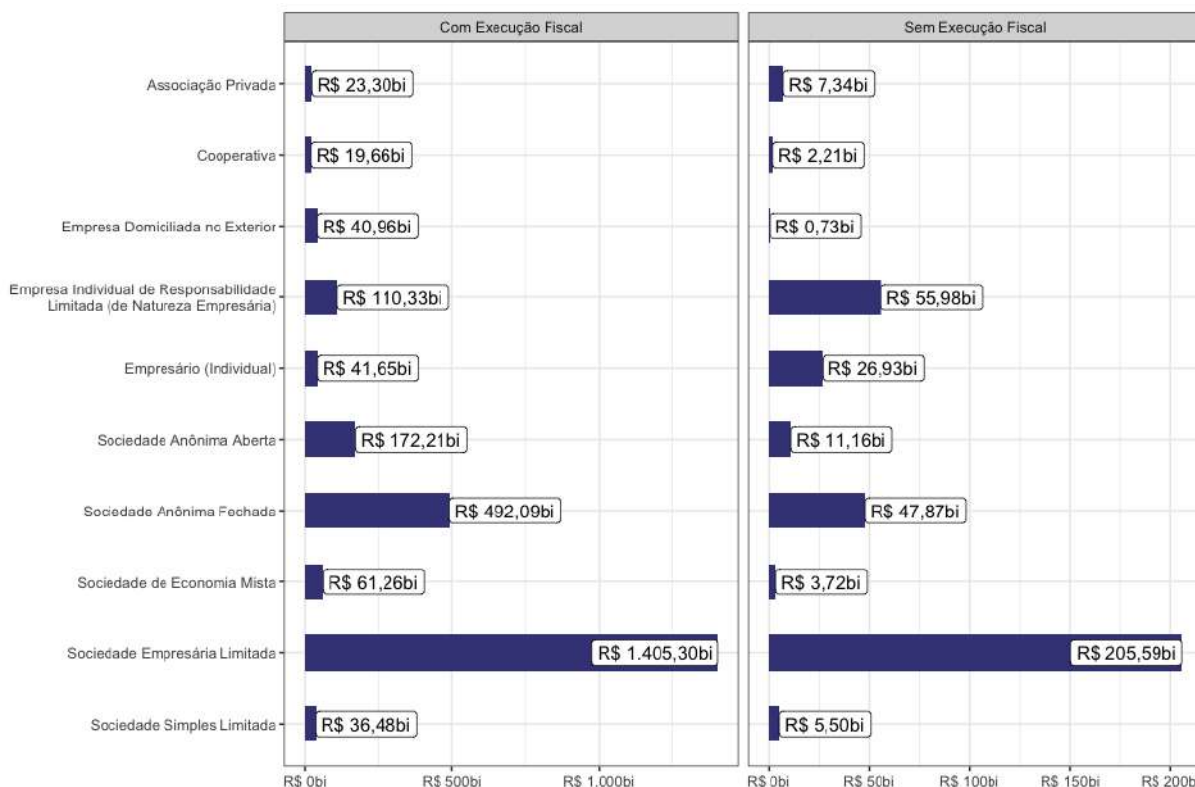 Com Execução Fiscal
Sem Execução Fiscal
Associação Privada
R$ 23,30bi
R$ 7,34bi
Cooperativa
R$ 19,66bi
R$ 2,21bi
Empresa Domiciliada no Exterior
R$ 40,96bi
R$ 0,73bi
Empresa Individual de Responsabilidade
Limitada (de Natureza Empresária)
R$ 110,33bi
R$ 55,98bi
Empresário (Individual)
R$ 41,65bi
R$ 26,93bi
Sociedade Anônima Aberta
R$ 172,21bi
R$ 11,16bi
Sociedade Anônima Fechada
R$ 492,09bi
R$ 47,87bi
Sociedade de Economia Mista
R$ 61,26bi
R$ 3,72bi
Sociedade Empresária Limitada
R$ 1.405,30bi
R$ 205,59bi
Sociedade Simples Limitada
R$ 36,48bi
R$ 5,50bi
R$ 0bi
R$ 500bi
R$ 1.000bi
R$ 0bi
R$ 50bi
R$ 100bi
R$ 150bi
R$ 200bi